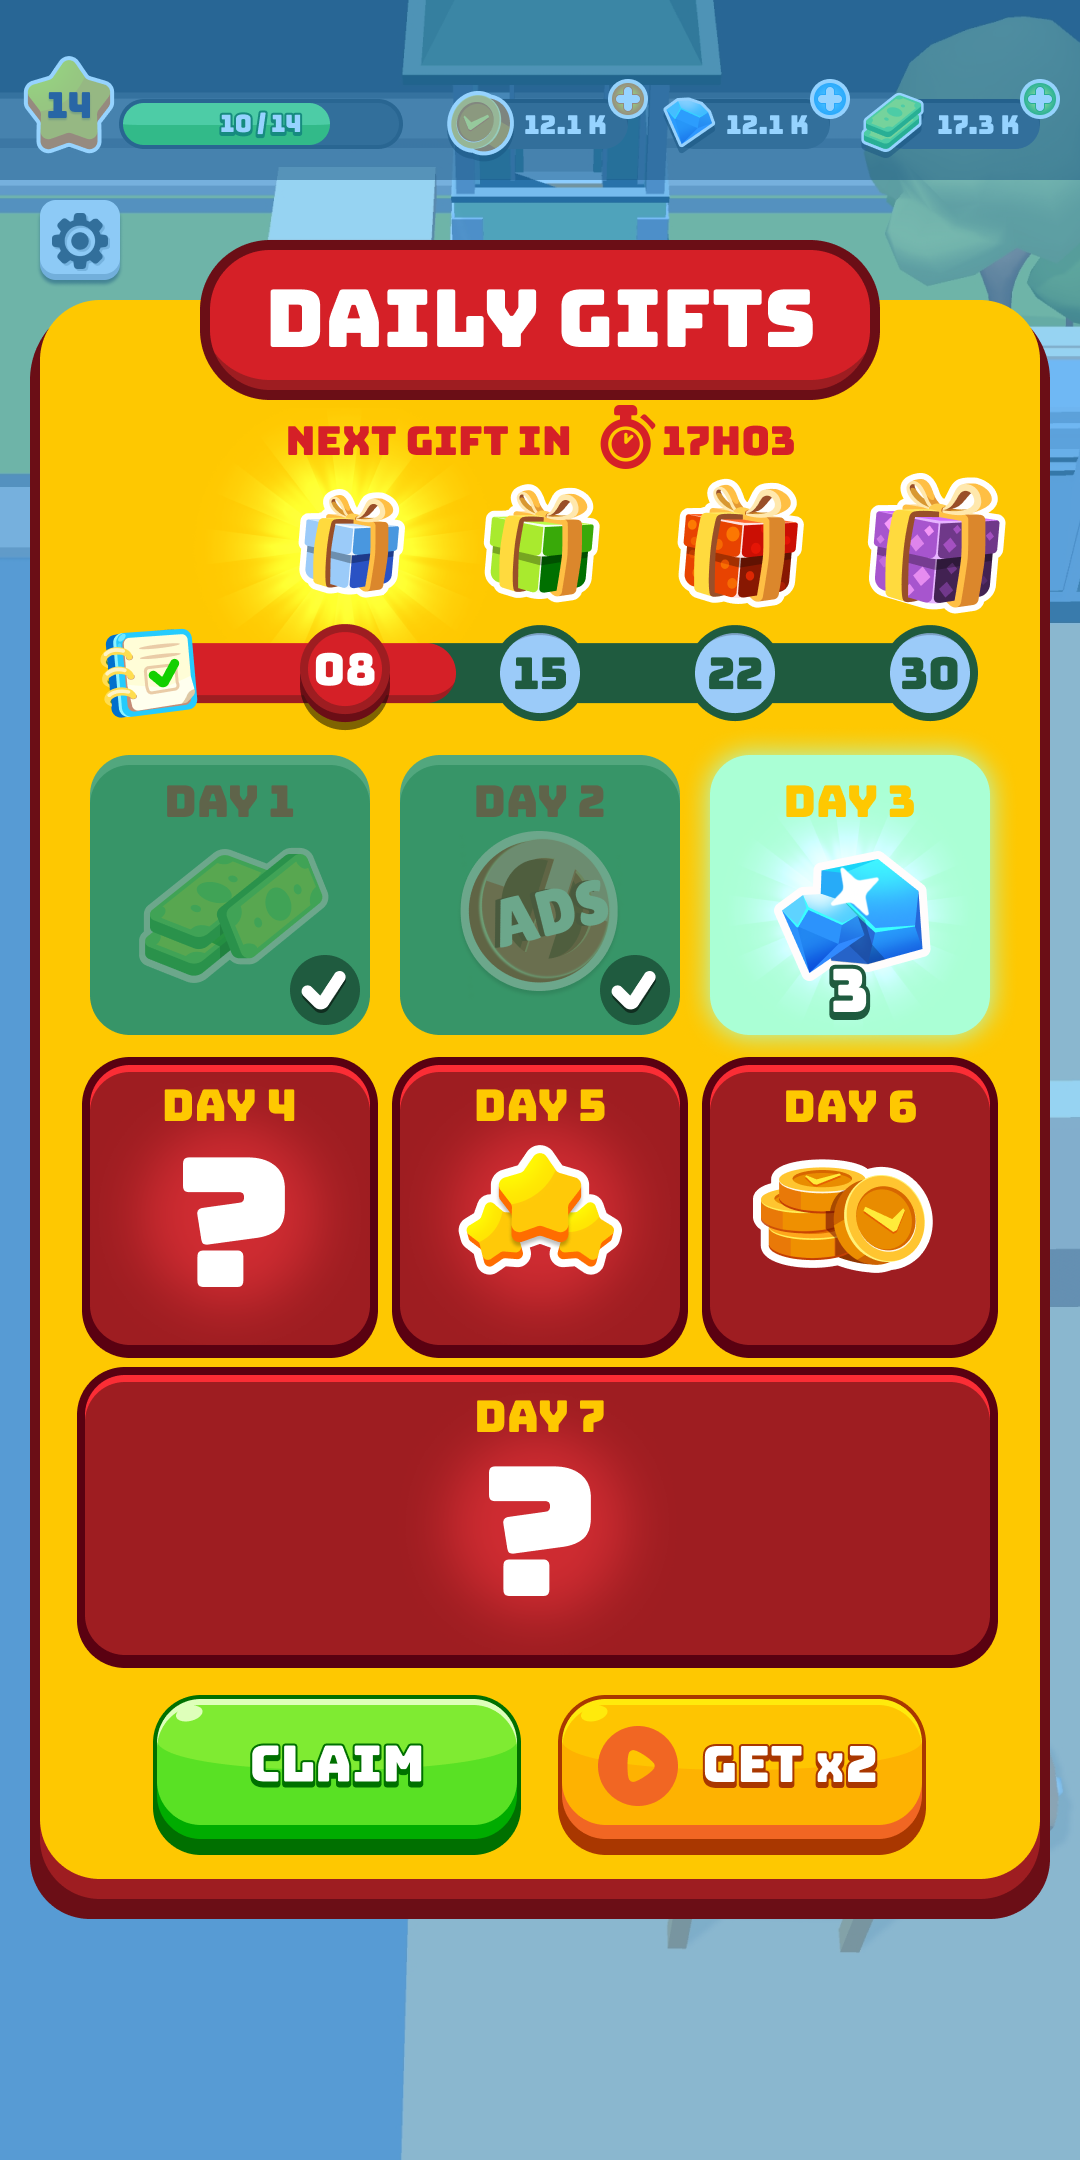 14
10/14
12.1 K
12.1 K
17.3 K
DAILY GIFTS
NEXT GIFT IN 17H03
08
15
22
30
DAY 1
DAY 2
DAY 3
ADS
3
DAY 4
DAY 5
DAY 6
?
DAY 7
?
CLAIM
GET x2